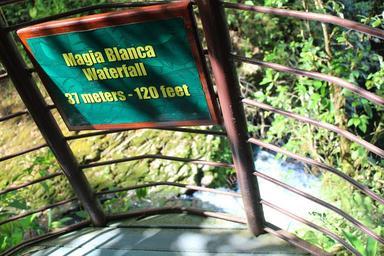 Magia Blanca
Waterfall
37 meters - 120 feet